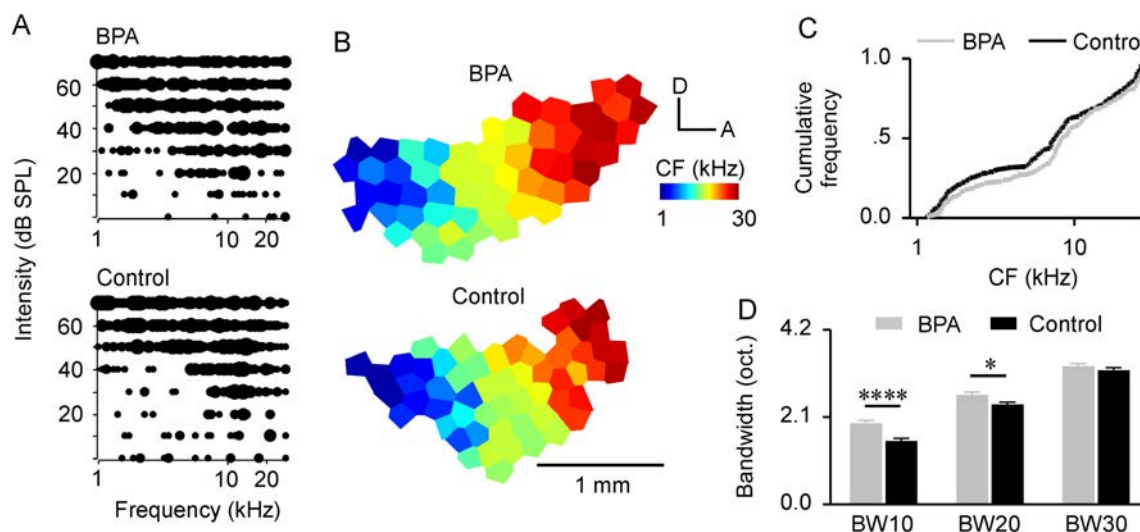 A
BPA
60
40
20
1
10
20
Control
60
40
20
1
10
20
Intensity (dB SPL)
Frequency (kHz)
B
BPA
D
A
CF (kHz)
1
30
Control
1 mm
C
BPA
Control
1.0
.5
0.0
Cumulative
frequency
1
10
CF (kHz)
D
BPA
Control
4.2
2.1
0.0
Bandwidth (oct.)
****
*
BW10
BW20
BW30